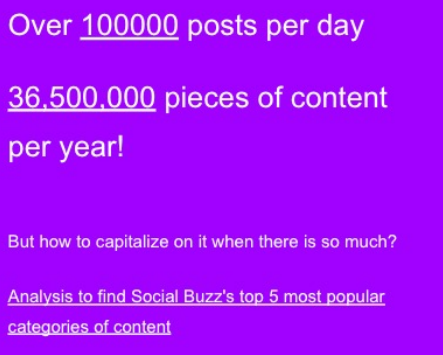 Over 100000 posts per day
36,500,000 pieces of content
per year!
But how to capitalize on it when there is so much?
Analysis to find Social Buzz's top 5 most popular
categories of content